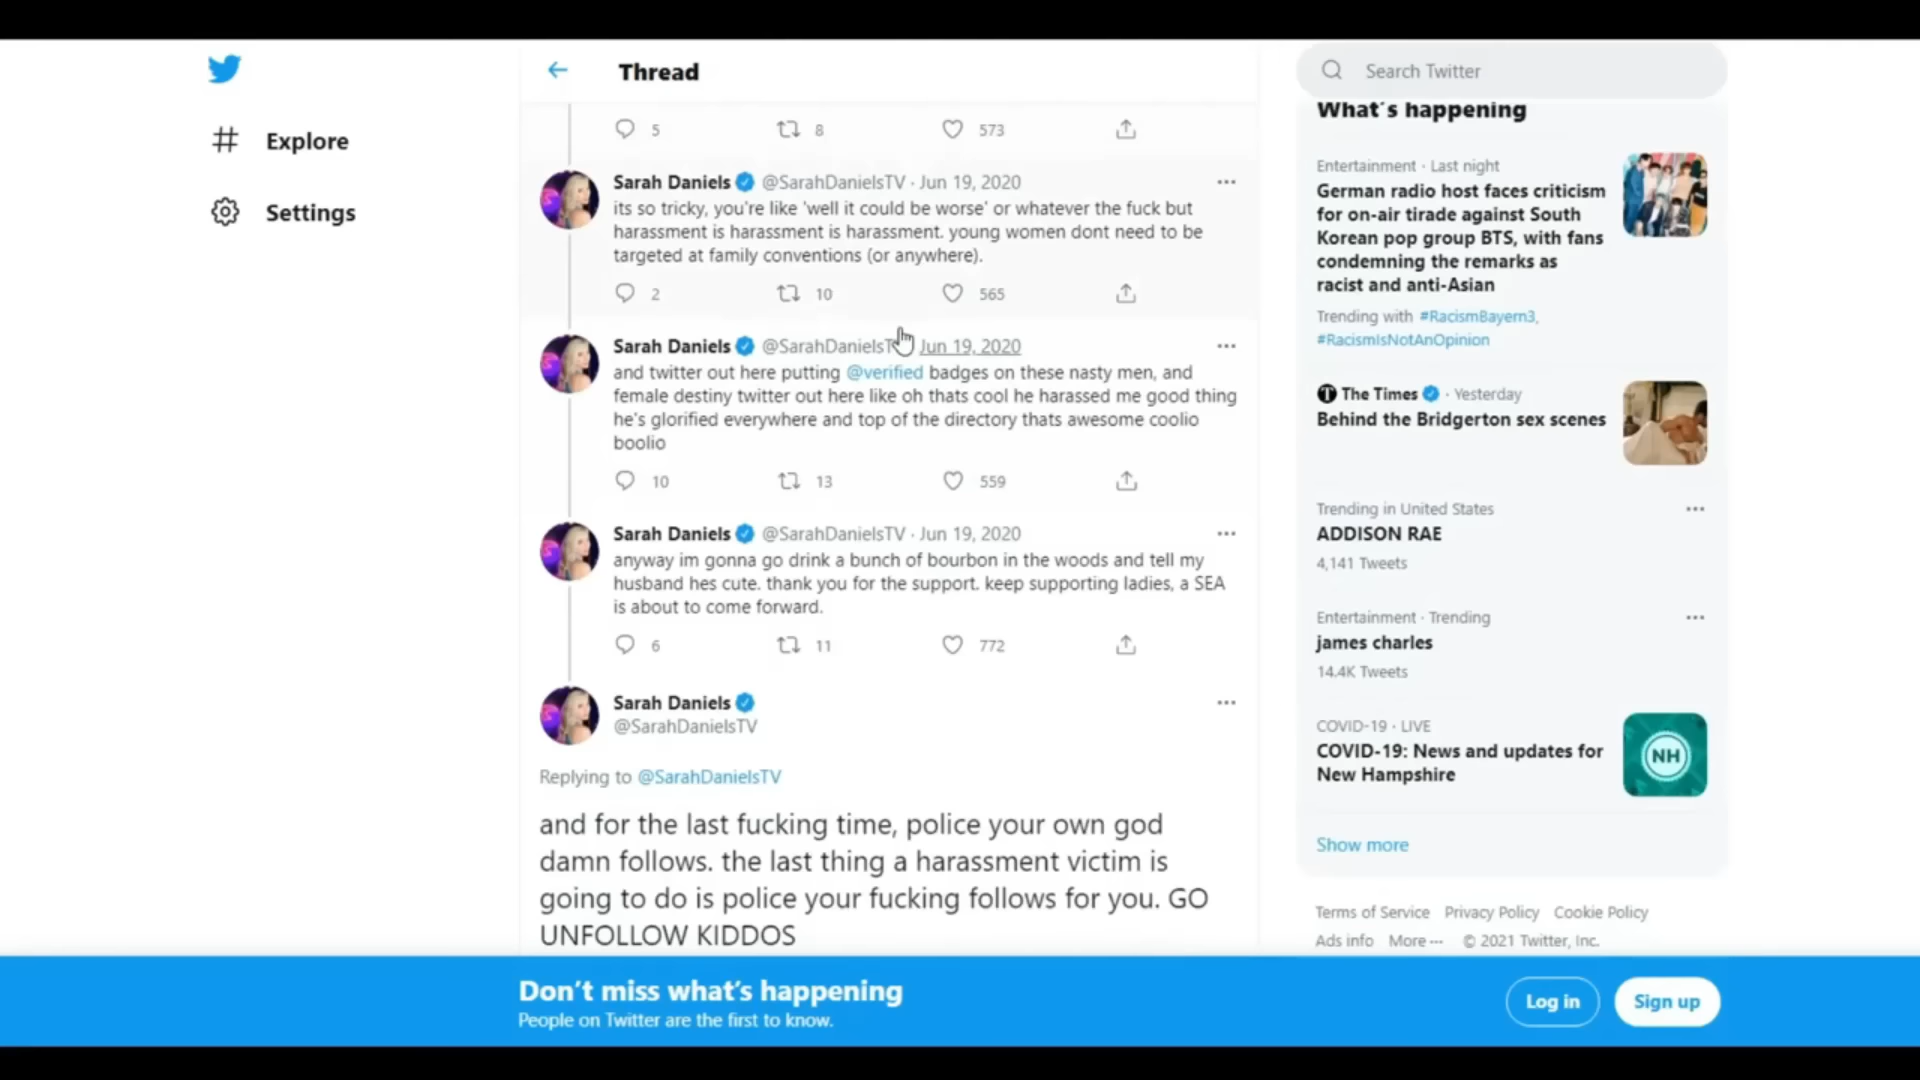 Thread
Search Twitter
Explore
Settings
5 8 573
Sarah Daniels @SarahDanielsTV · Jun 19, 2020
its so tricky, you're like 'well it could be worse' or whatever the fuck but
harassment is harassment is harassment. young women dont need to be
targeted at family conventions (or anywhere).
2 10 565
Sarah Daniels @SarahDanielsT Jun 19, 2020
and twitter out here putting @verified badges on these nasty men, and
female destiny twitter out here like oh thats cool he harassed me good thing
he's glorified everywhere and top of the directory thats awesome coolio
boolio
10 13 559
Sarah Daniels @SarahDanielsTV · Jun 19, 2020
anyway im gonna go drink a bunch of bourbon in the woods and tell my
husband hes cute. thank you for the support. keep supporting ladies, a SEA
is about to come forward.
6 11 772
Sarah Daniels
@SarahDanielsTV
Replying to @SarahDanielsTV
and for the last fucking time, police your own god
damn follows. the last thing a harassment victim is
going to do is police your fucking follows for you. GO
UNFOLLOW KIDDOS
What's happening
Entertainment · Last night
German radio host faces criticism
for on-air tirade against South
Korean pop group BTS, with fans
condemning the remarks as
racist and anti-Asian
Trending with #RacismBayern3,
#RacismIsNotAnOpinion
The Times · Yesterday
Behind the Bridgerton sex scenes
Trending in United States
ADDISON RAE
4,141 Tweets
Entertainment · Trending
james charles
14.4K Tweets
COVID-19 · LIVE
COVID-19: News and updates for
New Hampshire
NH
Show more
Terms of Service Privacy Policy Cookie Policy
Ads info More ··· © 2021 Twitter, Inc.
Don't miss what's happening
People on Twitter are the first to know.
Log in
Sign up